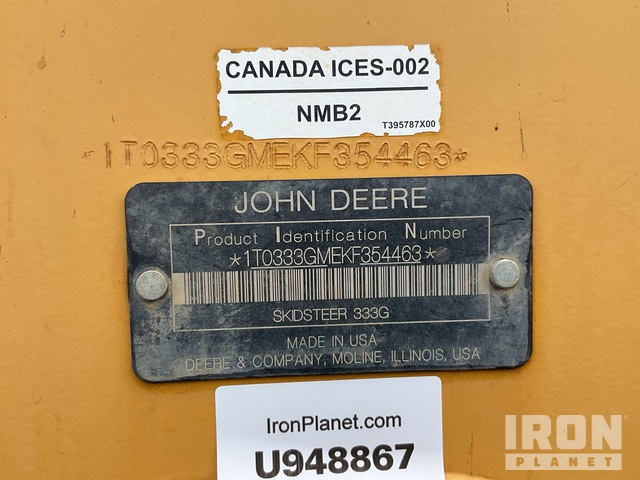 CANADA ICES-002
NMB2
T395787X00
*1T0333GMEKF354463*
JOHN DEERE
Product Identification Number
*1T0333GMEKF354463*
SKIDSTEER 333G
MADE IN USA
DEERE & COMPANY, MOLINE, ILLINOIS, USA
IronPlanet.com
U948867
IRON
PLANET